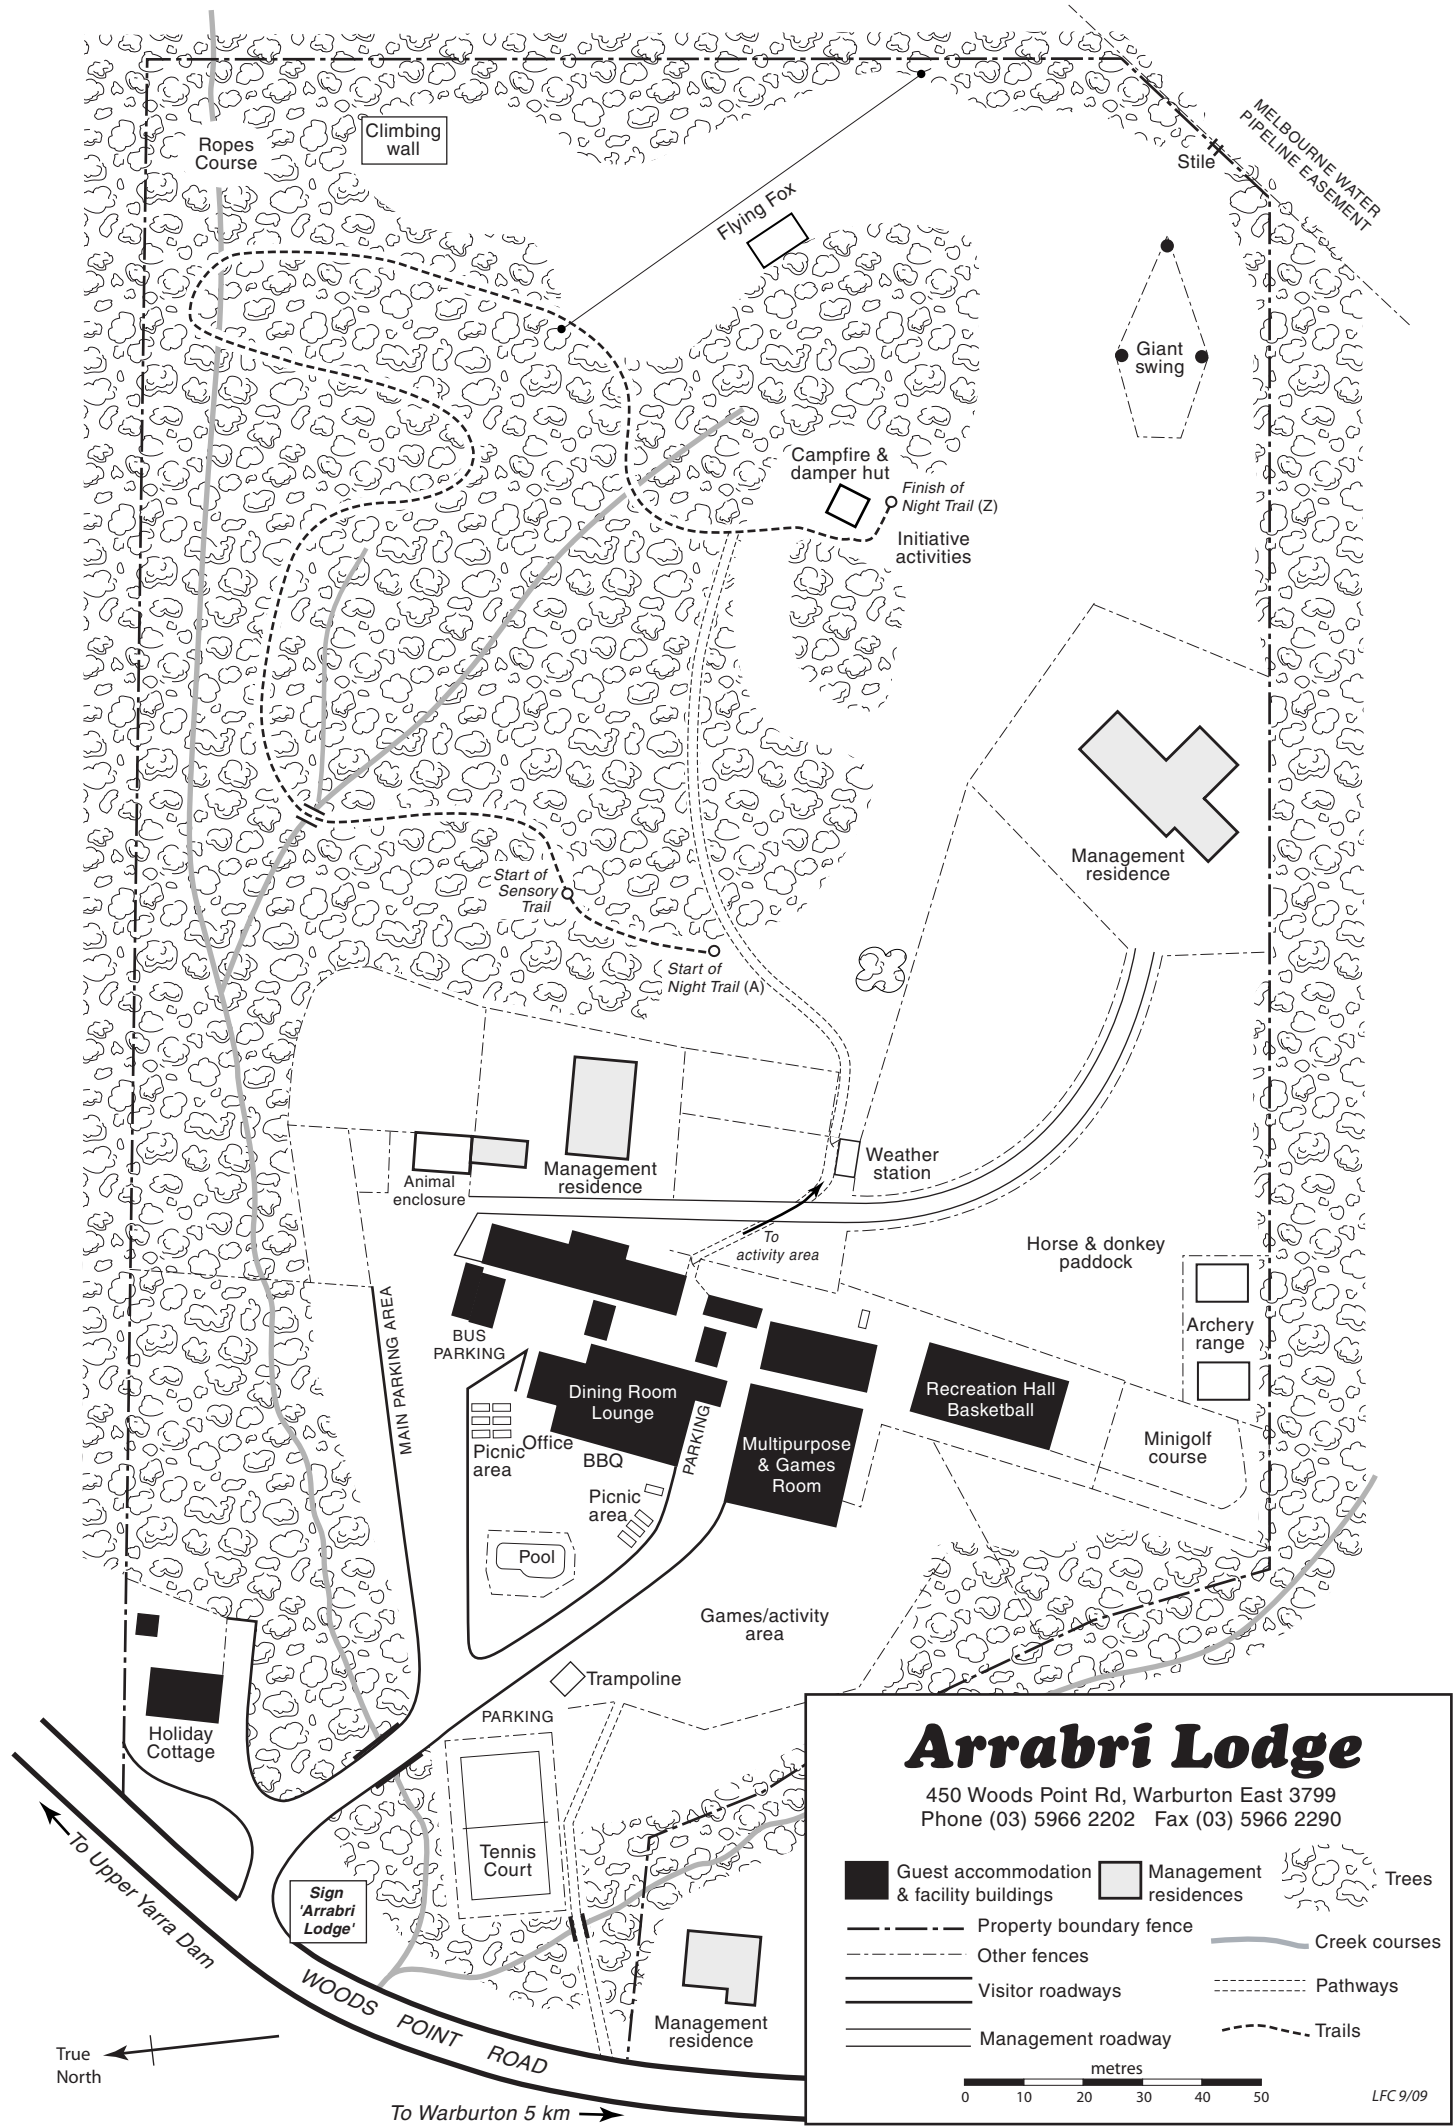 Ropes
Course
Climbing
wall
MELBOURNE WATER
PIPELINE EASEMENT
Stile
Flying Fox
Giant
swing
Campfire &
damper hut
Finish of
Night Trail (Z)
Initiative
activities
Management
residence
Start of
Sensory
Trail
Start of
Night Trail (A)
Weather
station
Management
residence
Animal
enclosure
To
activity area
Horse & donkey
paddock
Archery
range
MAIN PARKING AREA
BUS
PARKING
Dining Room
Lounge
Recreation Hall
Basketball
PARKING
Office
Picnic
area
BBQ
Multipurpose
& Games
Room
Minigolf
course
Picnic
area
Pool
Games/activity
area
Trampoline
PARKING
Holiday
Cottage
Tennis
Court
To Upper Yarra Dam
Sign
'Arrabri
Lodge'
WOODS POINT ROAD
Management
residence
True
North
To Warburton 5 km
Arrabri Lodge
450 Woods Point Rd, Warburton East 3799
Phone (03) 5966 2202 Fax (03) 5966 2290
Guest accommodation
& facility buildings
Management
residences
Trees
Property boundary fence
Other fences
Creek courses
Visitor roadways
Pathways
Management roadway
Trails
metres
0 10 20 30 40 50
LFC 9/09